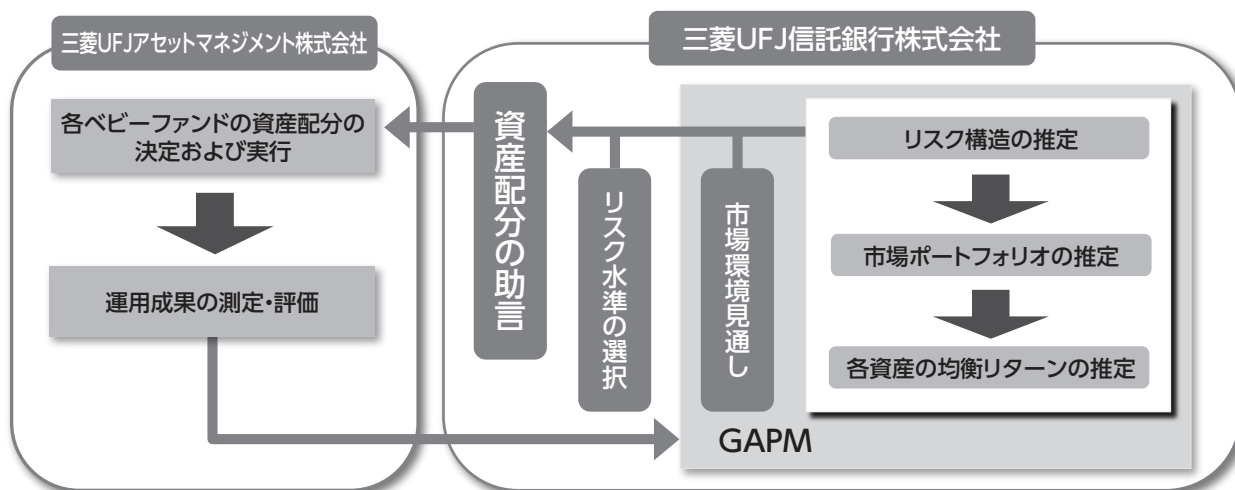 三菱UFJアセットマネジメント株式会社
各ベビーファンドの資産配分の
決定および実行
運用成果の測定・評価
三菱UFJ信託銀行株式会社
資産配分の助言
リスク水準の選択
市場環境見通し
リスク構造の推定
市場ポートフォリオの推定
各資産の均衡リターンの推定
GAPM